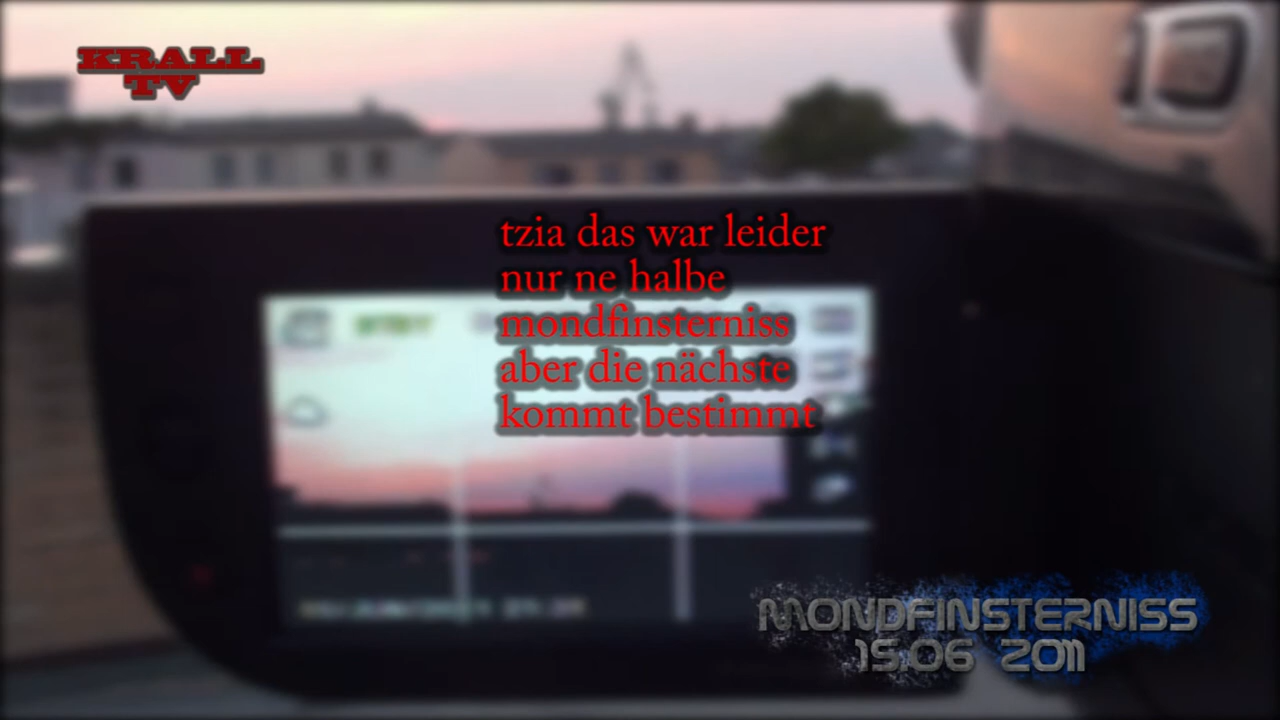 KRALL
TV
tzia das war leider
nur ne halbe
mondfinsterniss
aber die nächste
kommt bestimmt
MONDFINSTERNISS
15.06 2011